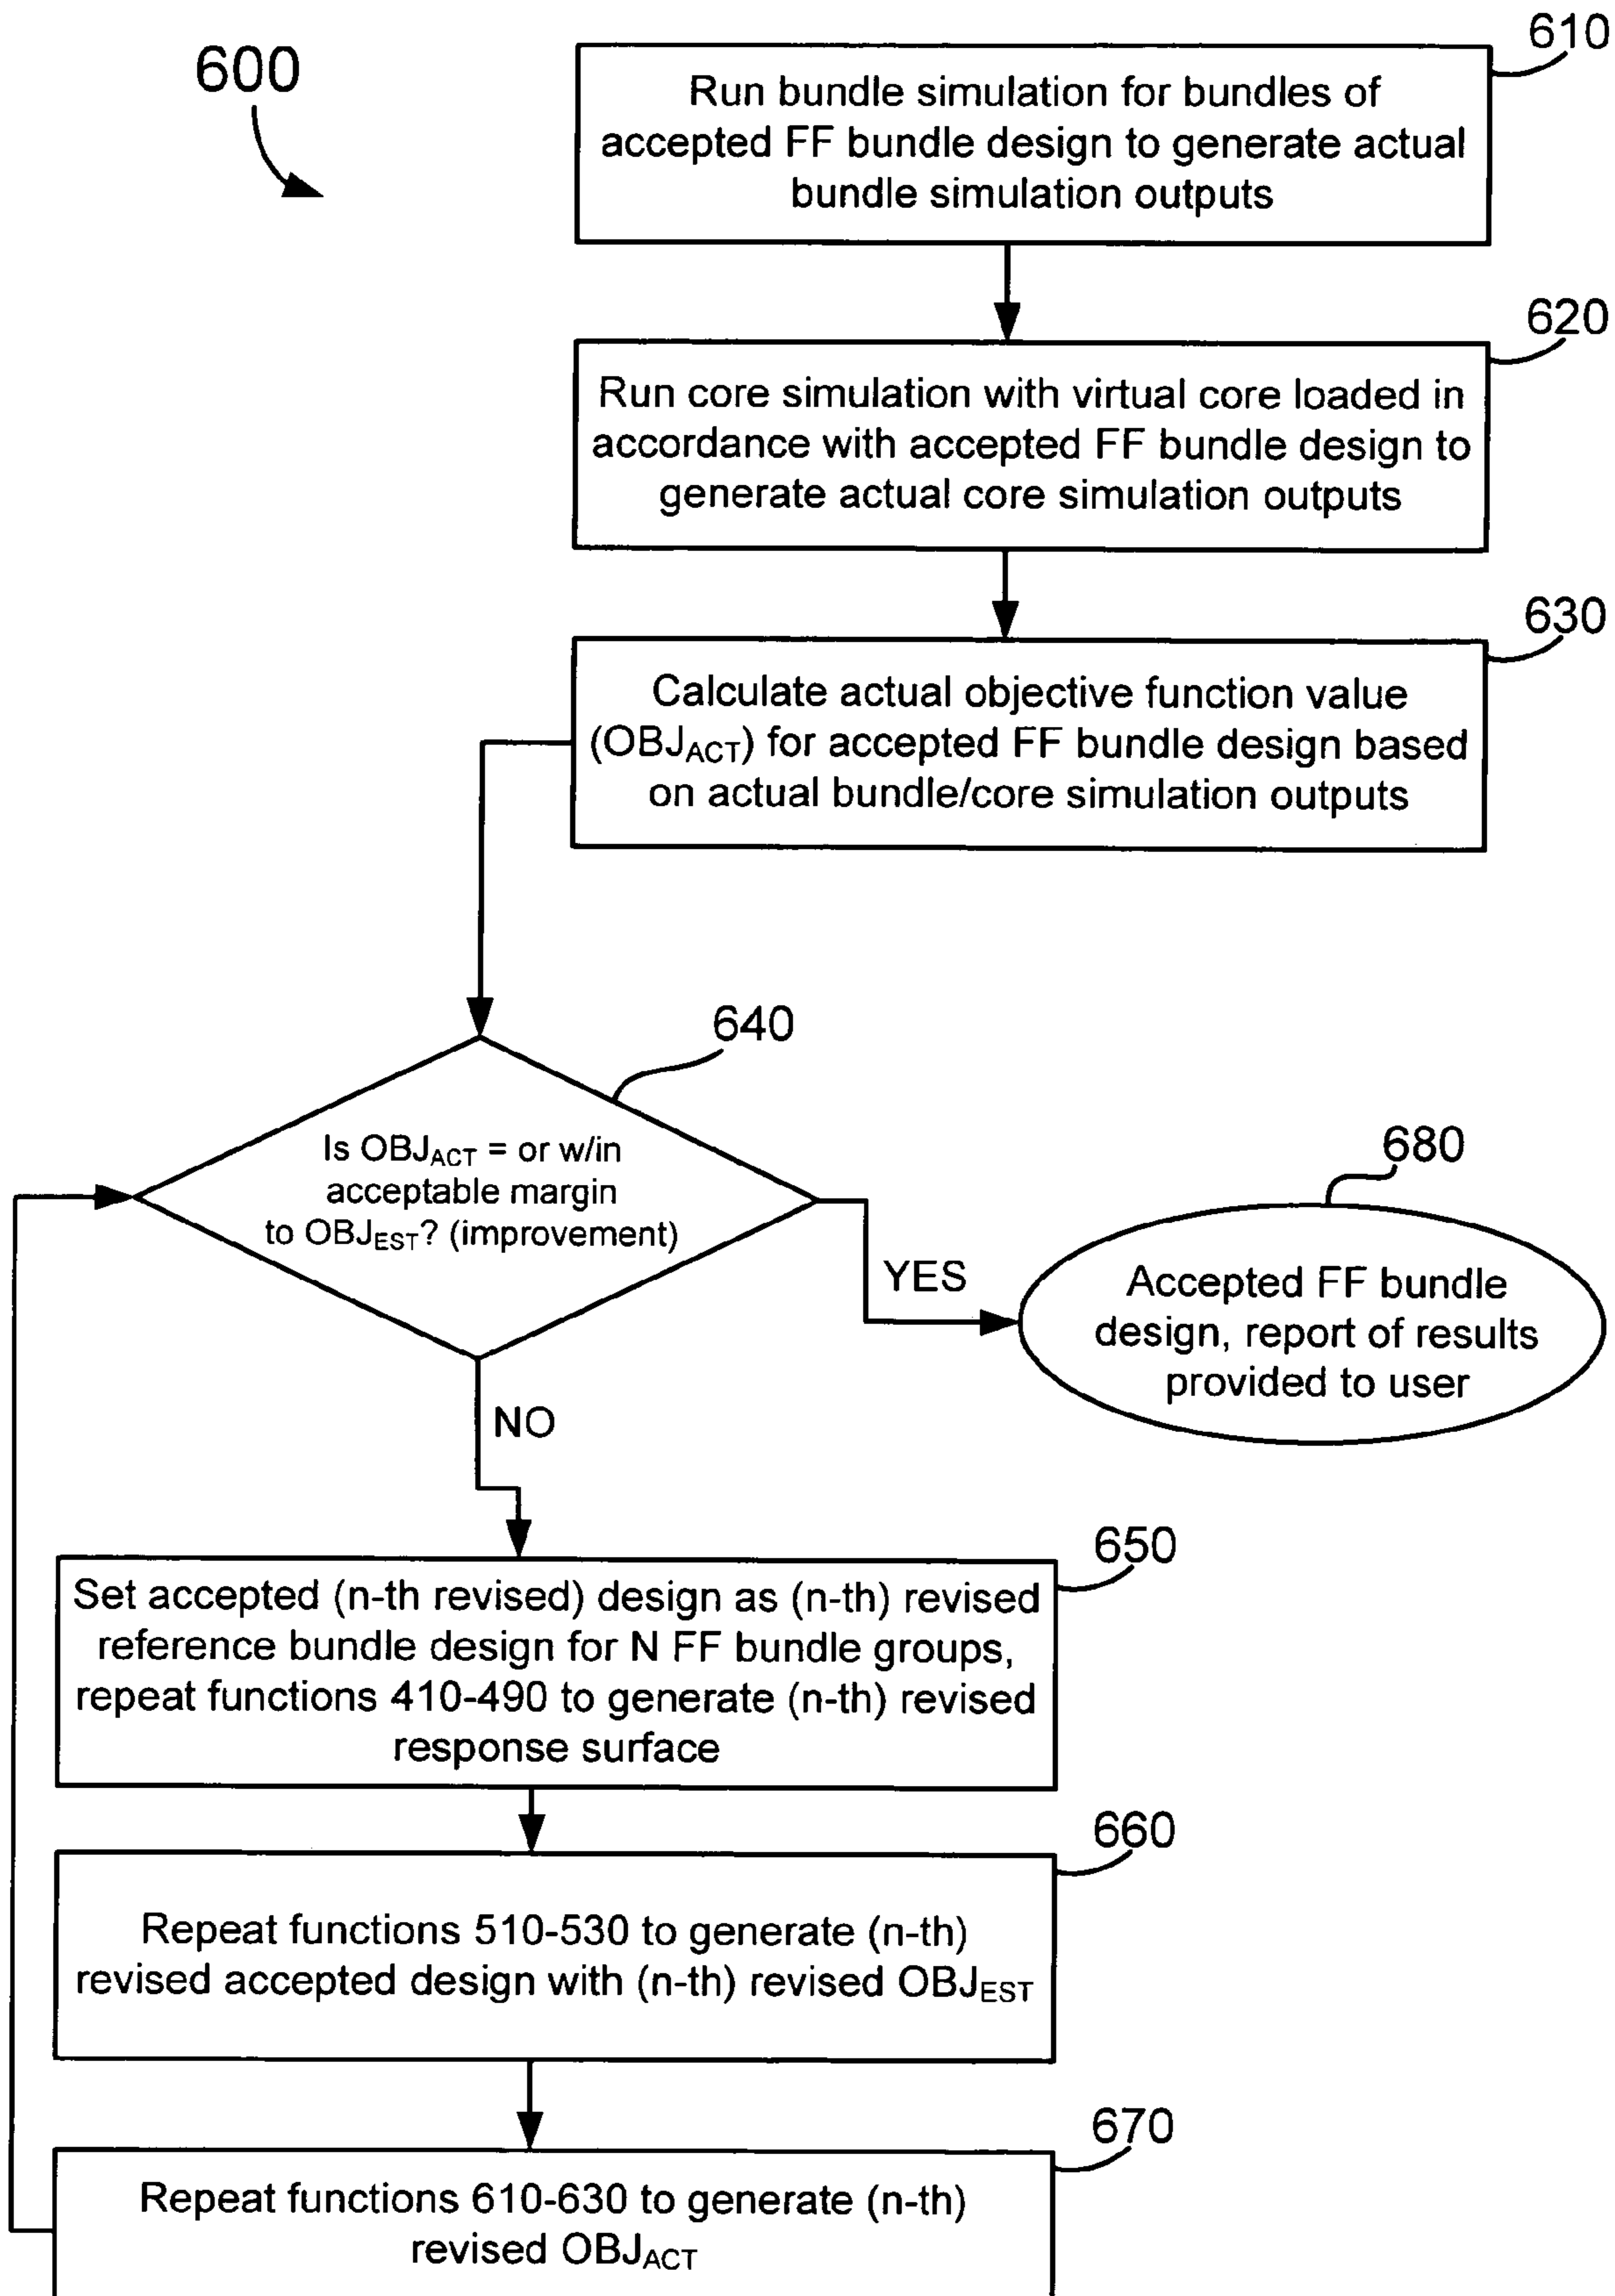 600
610
Run bundle simulation for bundles of
accepted FF bundle design to generate actual
bundle simulation outputs
620
Run core simulation with virtual core loaded in
accordance with accepted FF bundle design to
generate actual core simulation outputs
630
Calculate actual objective function value
(OBJACT) for accepted FF bundle design based
on actual bundle/core simulation outputs
640
Is OBJACT = or w/in
acceptable margin
to OBJEST? (improvement)
YES
680
Accepted FF bundle
design, report of results
provided to user
NO
650
Set accepted (n-th revised) design as (n-th) revised
reference bundle design for N FF bundle groups,
repeat functions 410-490 to generate (n-th) revised
response surface
660
Repeat functions 510-530 to generate (n-th)
revised accepted design with (n-th) revised OBJEST
670
Repeat functions 610-630 to generate (n-th)
revised OBJACT